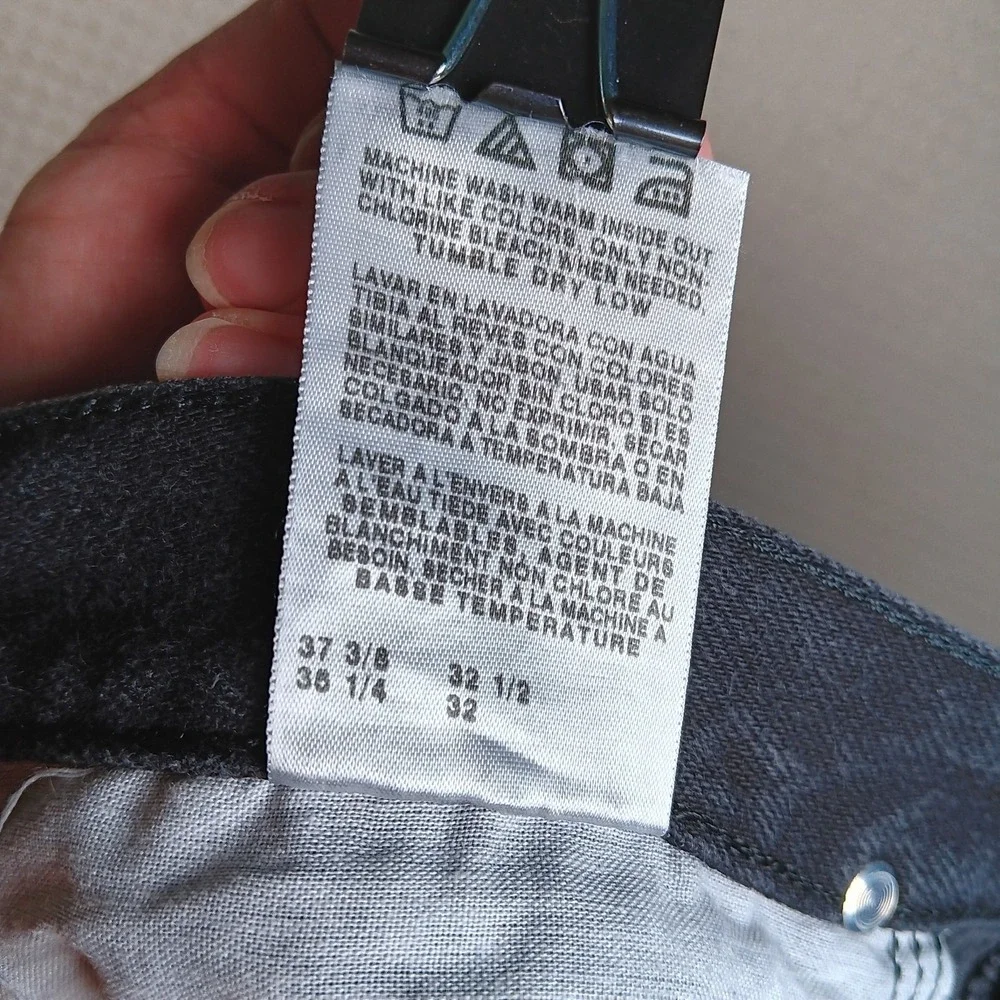 MACHINE WASH WARM INSIDE OUT
WITH LIKE COLORS, ONLY NON-
CHLORINE BLEACH WHEN NEEDED
TUMBLE DRY LOW
LAVAR EN LAVADORA CON AGUA
TIBIA AL REVES CON COLORES
SIMILARES Y JABON. USAR SOLO
BLANQUEADOR SIN CLORO SI ES
NECESARIO. NO EXPRIMIR, SECAR
COLGADO A LA SOMBRA O EN
SECADORA A TEMPERATURA BAJA
LAVER A L'ENVERS A LA MACHINE
A L'EAU TIEDE AVEC COULEURS
SEMBLABLES, AGENT DE
BLANCHIMENT NON CHLORE AU
BESOIN, SECHER A LA MACHINE A
BASSE TEMPERATURE
37 3/8 32 1/2
36 1/4 32